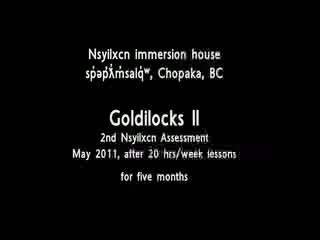 Nsyilxcn immersion house
sp̓əp̓ƛ̓m̓salq̓ʷ, Chopaka, BC
Goldilocks II
2nd Nsyilxcn Assessment
May 2011, after 20 hrs/week lessons
for five months